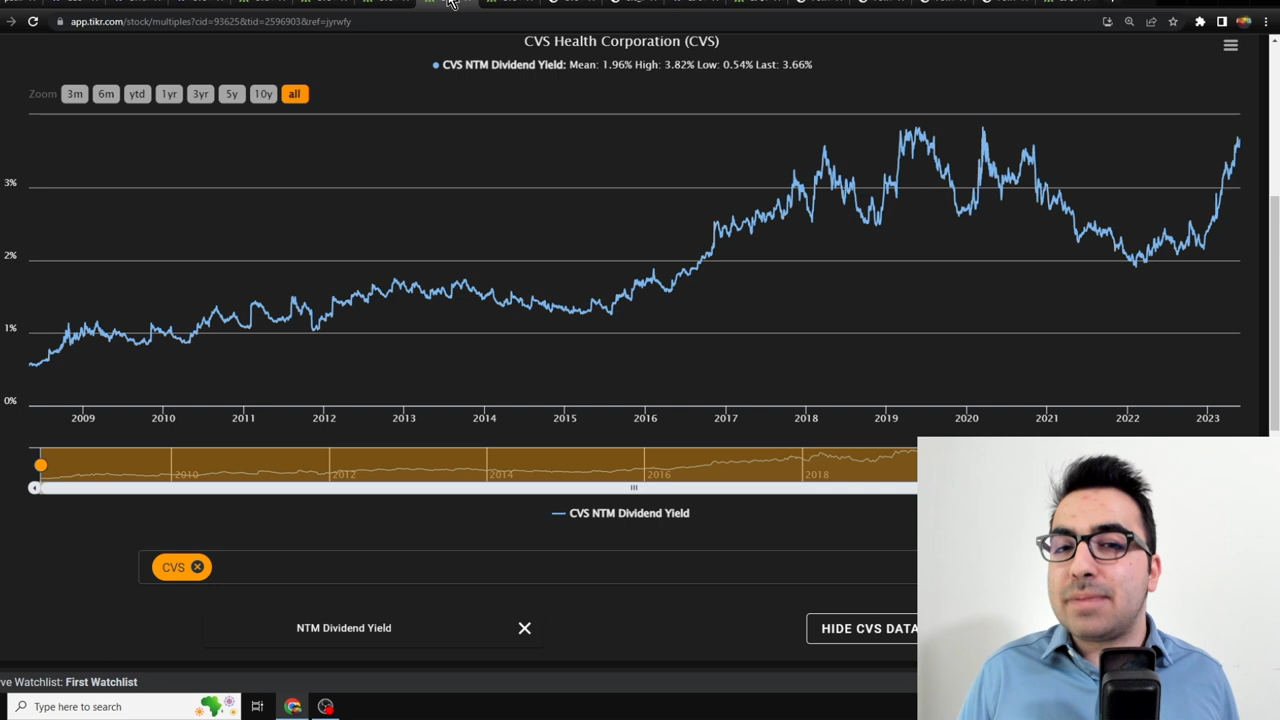 app.tikr.com/stock/multiples?cid=93625&tid=2596903&ref=jyrwfy
CVS Health Corporation (CVS)
CVS NTM Dividend Yield: Mean: 1.96% High: 3.82% Low: 0.54% Last: 3.66%
Zoom 3m 6m ytd 1yr 3yr 5y 10y all
3%
2%
1%
0%
2009 2010 2011 2012 2013 2014 2015 2016 2017 2018 2019 2020 2021 2022 2023
2010 2012 2014 2016 2018
CVS NTM Dividend Yield
CVS
NTM Dividend Yield
HIDE CVS DATA
ve Watchlist: First Watchlist
Type here to search